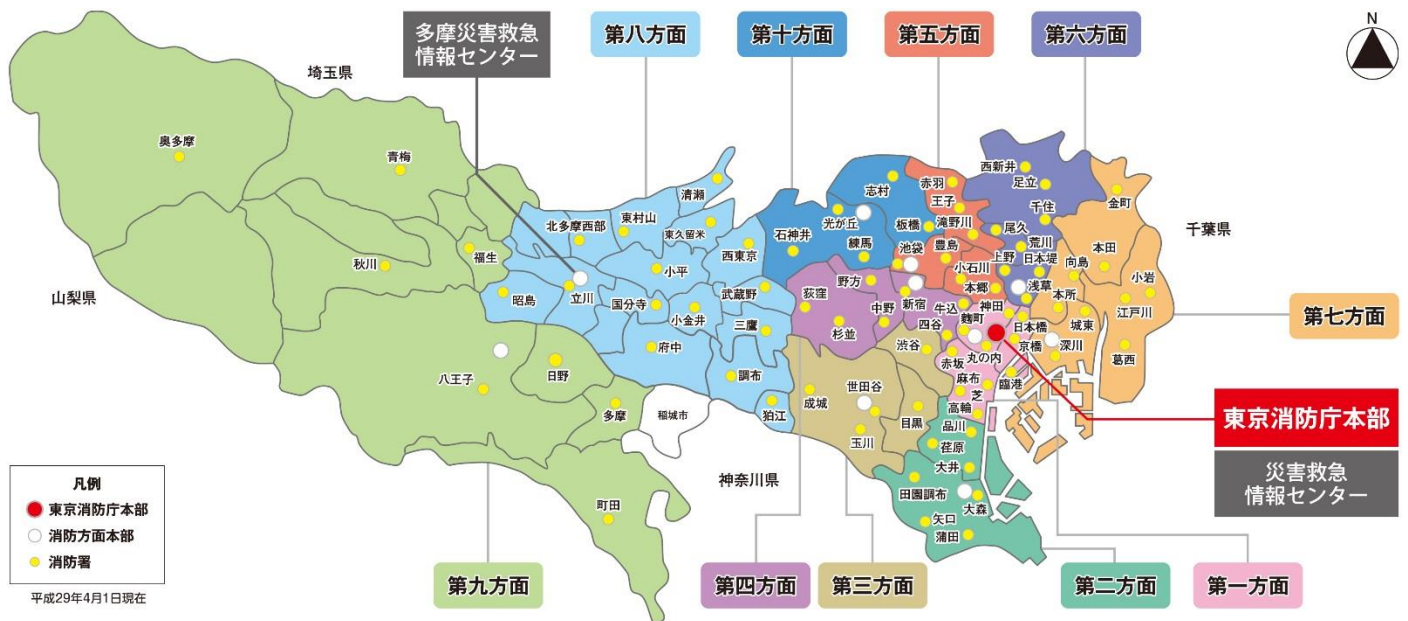 多摩災害救急
情報センター
第八方面
第十方面
第五方面
第六方面
N
埼玉県
千葉県
山梨県
神奈川県
奥多摩
青梅
秋川
福生
八王子
日野
多摩
町田
稲城市
清瀬
東村山
北多摩西部
東久留米
西東京
小平
昭島
立川
国分寺
小金井
武蔵野
三鷹
府中
調布
狛江
志村
光が丘
板橋
石神井
練馬
赤羽
王子
滝野川
池袋
豊島
小石川
本郷
西新井
足立
千住
尾久
荒川
上野
日本堤
浅草
金町
本田
向島
小岩
本所
江戸川
城東
深川
葛西
荻窪
野方
杉並
中野
新宿
牛込
四谷
神田
麴町
日本橋
京橋
丸の内
赤坂
麻布
芝
臨港
高輪
渋谷
世田谷
成城
目黒
玉川
品川
荏原
大井
田園調布
大森
矢口
蒲田
第七方面
東京消防庁本部
災害救急
情報センター
凡例
東京消防庁本部
消防方面本部
消防署
平成29年4月1日現在
第九方面
第四方面
第三方面
第二方面
第一方面